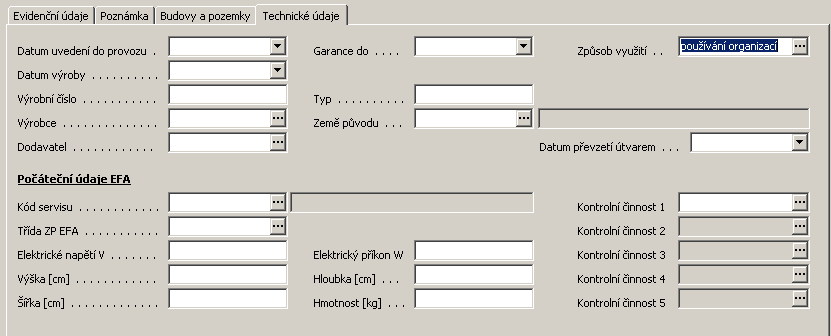 Evidenční údaje Poznámka Budovy a pozemky Technické údaje
Datum uvedení do provozu . Garance do . . . . Způsob využití . . používání organizací
Datum výroby . . . . . . . . . .
Výrobní číslo . . . . . . . . . . Typ . . . . . . . . . .
Výrobce . . . . . . . . . . . . . Země původu . . .
Dodavatel . . . . . . . . . . . . Datum převzetí útvarem . . .
Počáteční údaje EFA
Kód servisu . . . . . . . . . . . . Kontrolní činnost 1
Třída ZP EFA . . . . . . . . . . Kontrolní činnost 2
Elektrické napětí V . . . . . . . Elektrický příkon W Kontrolní činnost 3
Výška [cm] . . . . . . . . . . . . Hloubka [cm] . . . . Kontrolní činnost 4
Šířka [cm] . . . . . . . . . . . . Hmotnost [kg] . . . Kontrolní činnost 5